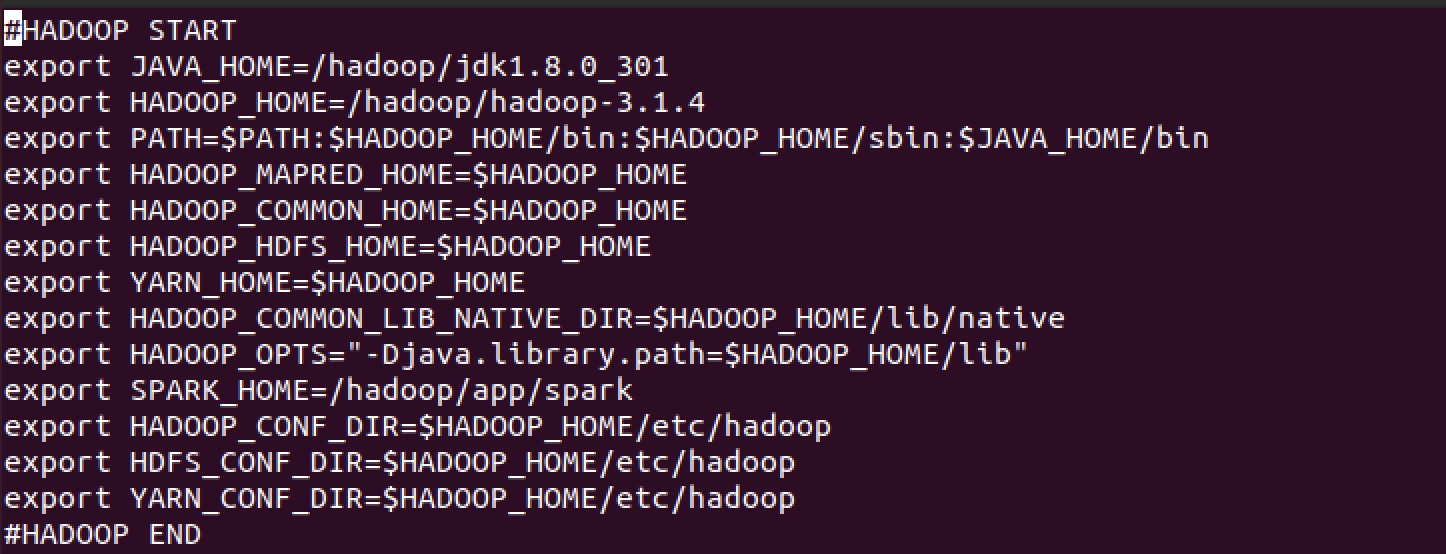 #HADOOP START
export JAVA_HOME=/hadoop/jdk1.8.0_301
export HADOOP_HOME=/hadoop/hadoop-3.1.4
export PATH=$PATH:$HADOOP_HOME/bin:$HADOOP_HOME/sbin:$JAVA_HOME/bin
export HADOOP_MAPRED_HOME=$HADOOP_HOME
export HADOOP_COMMON_HOME=$HADOOP_HOME
export HADOOP_HDFS_HOME=$HADOOP_HOME
export YARN_HOME=$HADOOP_HOME
export HADOOP_COMMON_LIB_NATIVE_DIR=$HADOOP_HOME/lib/native
export HADOOP_OPTS="-Djava.library.path=$HADOOP_HOME/lib"
export SPARK_HOME=/hadoop/app/spark
export HADOOP_CONF_DIR=$HADOOP_HOME/etc/hadoop
export HDFS_CONF_DIR=$HADOOP_HOME/etc/hadoop
export YARN_CONF_DIR=$HADOOP_HOME/etc/hadoop
#HADOOP END